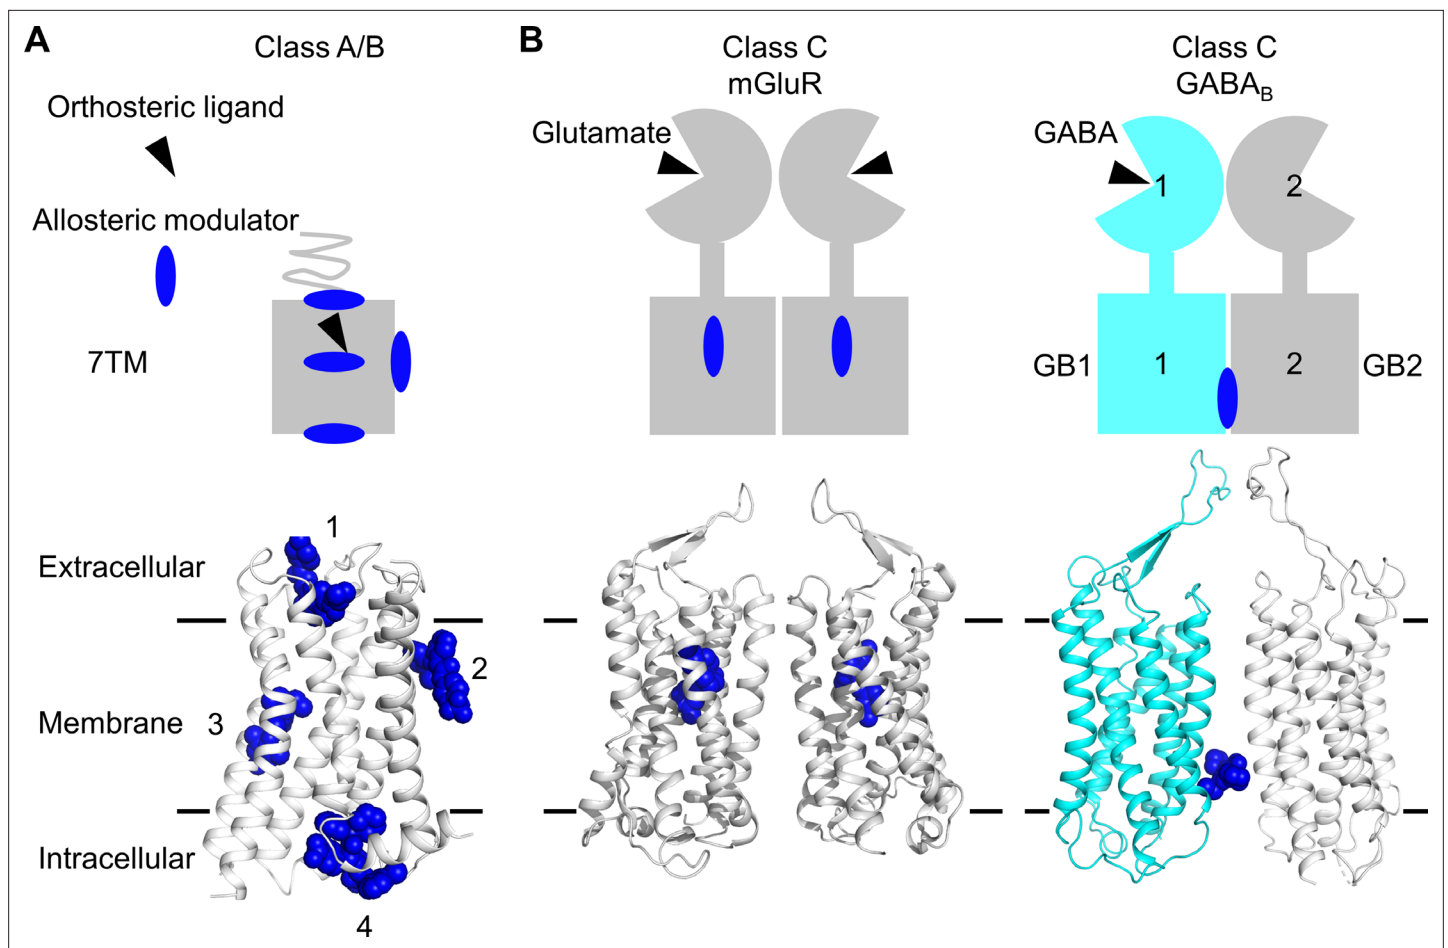 A
Class A/B
Orthosteric ligand
Allosteric modulator
7TM
1
Extracellular
2
Membrane
3
Intracellular
4
B
Class C
mGluR
Glutamate
Class C
GABA_B
GABA
1
2
GB1
1
2
GB2